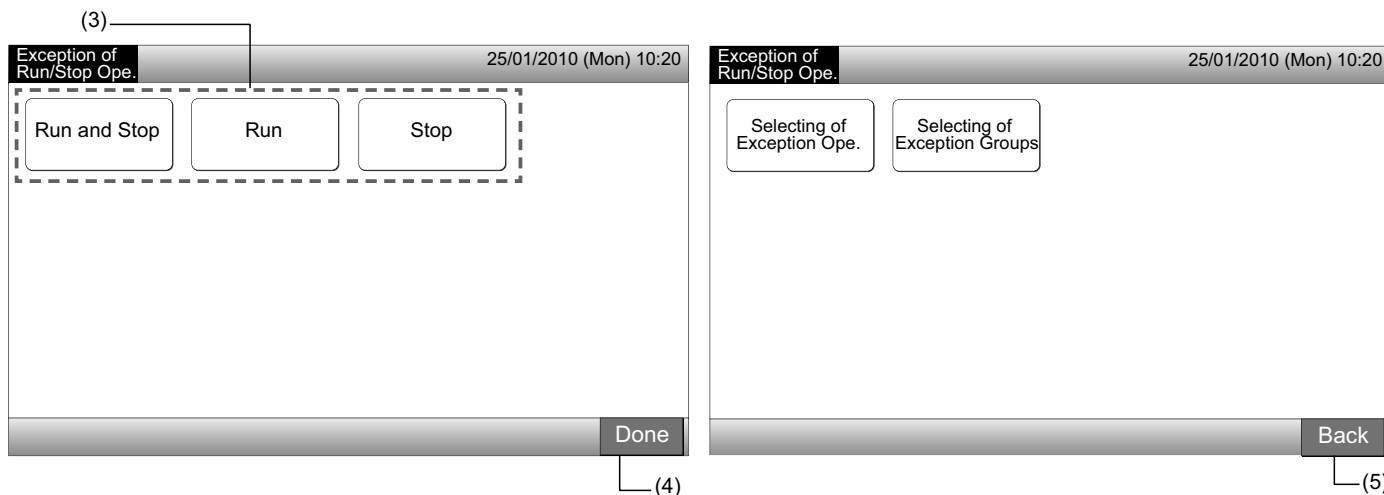 (3)
Exception of
Run/Stop Ope.
25/01/2010 (Mon) 10:20
Run and Stop
Run
Stop
Done
(4)
Exception of
Run/Stop Ope.
25/01/2010 (Mon) 10:20
Selecting of
Exception Ope.
Selecting of
Exception Groups
Back
(5)